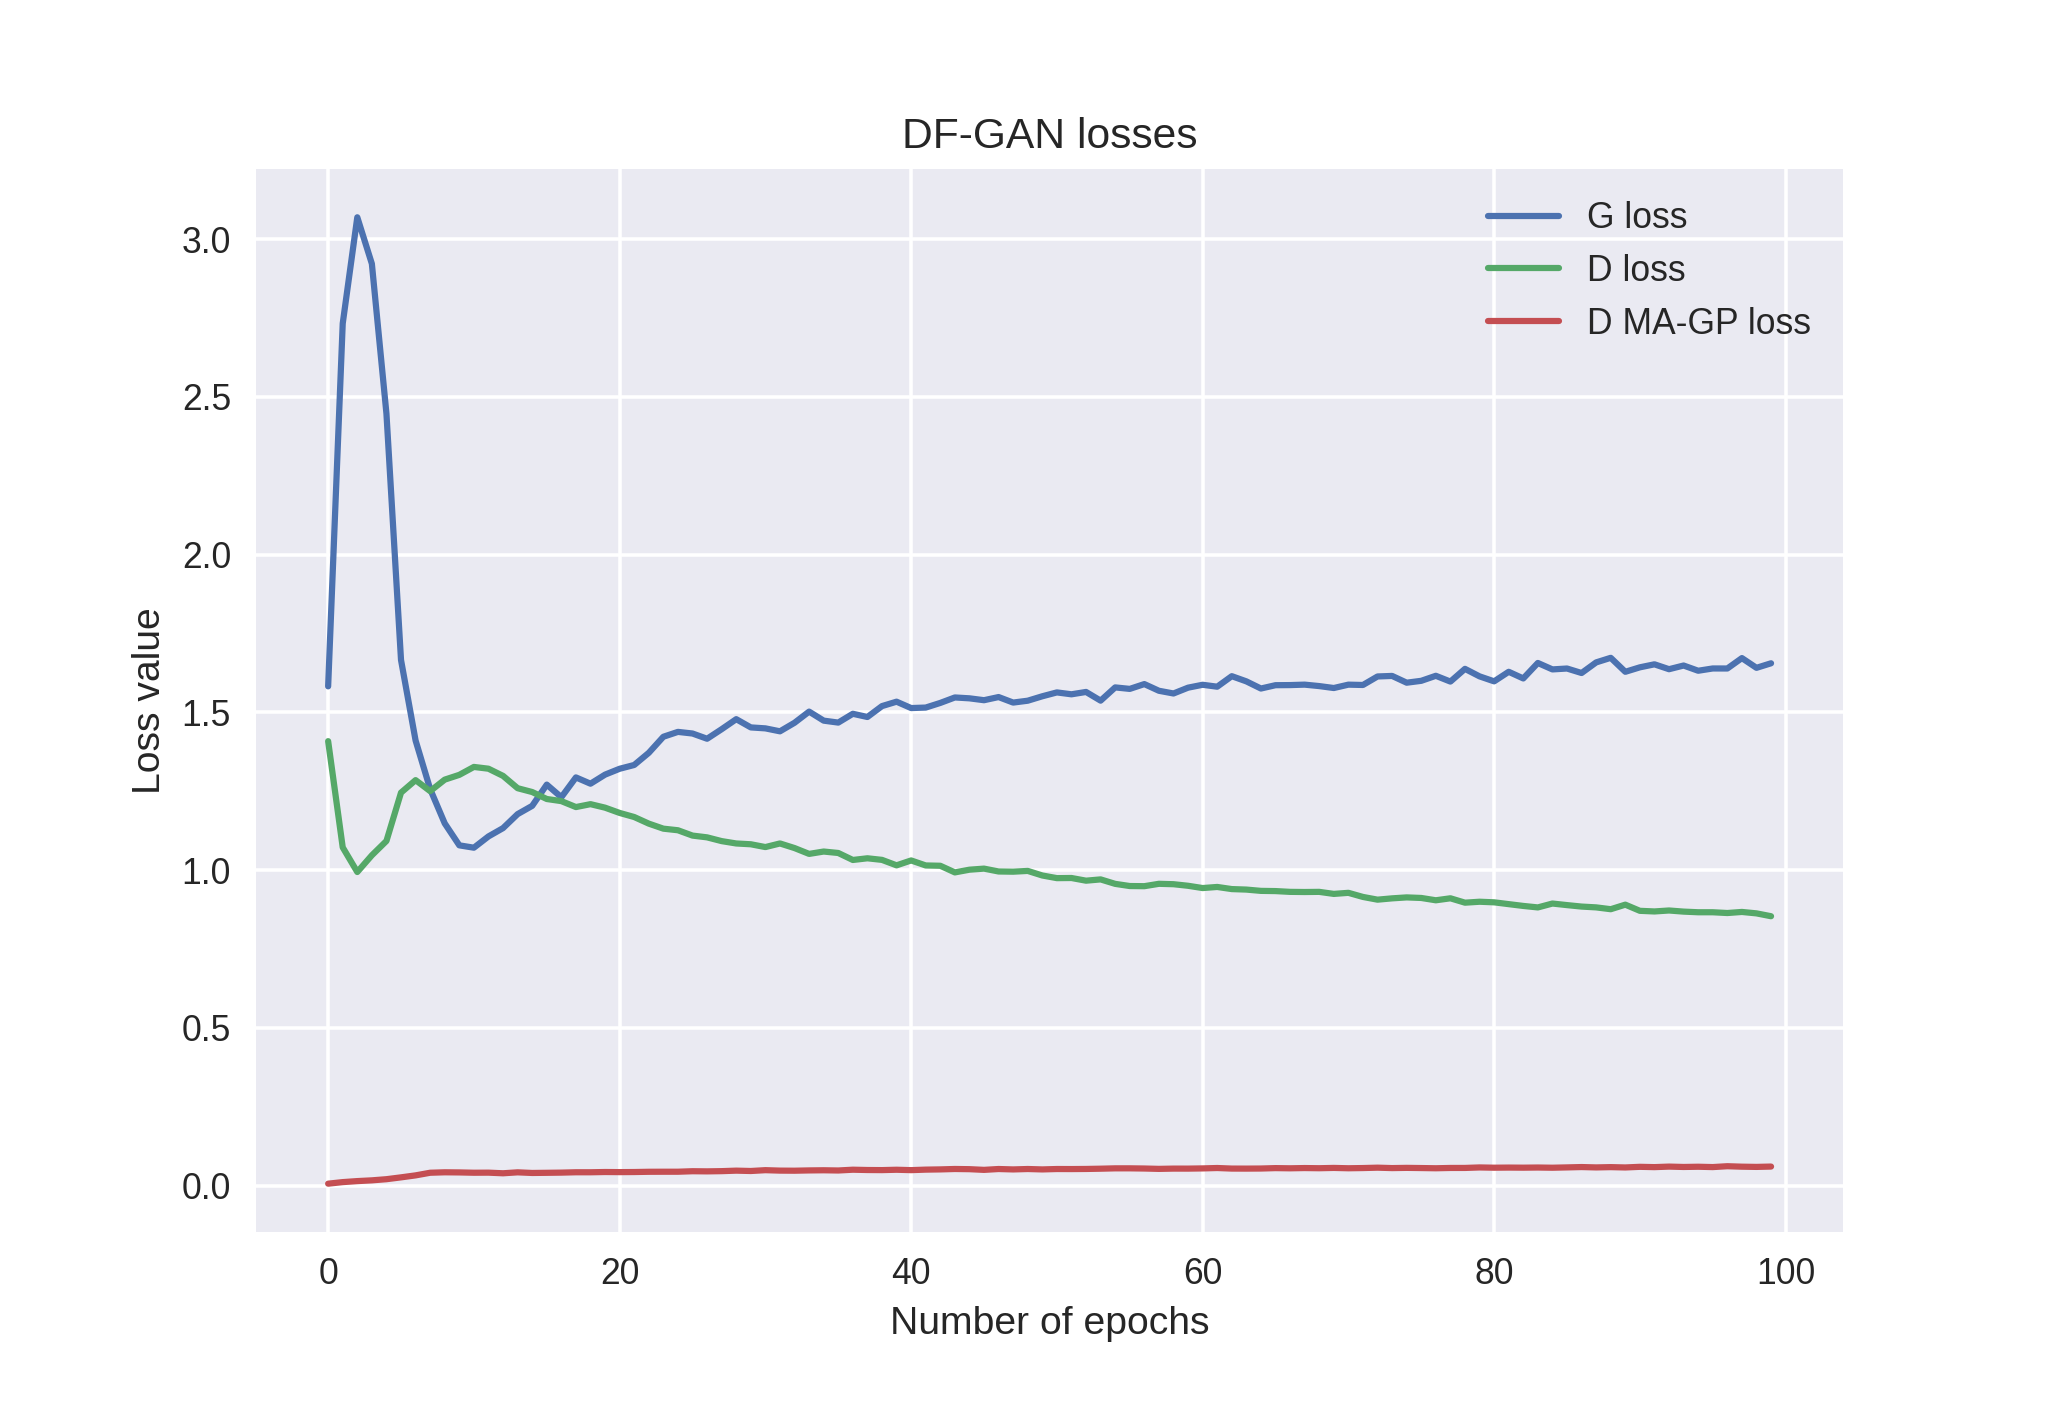 DF-GAN losses
G loss
D loss
D MA-GP loss
3.0
2.5
2.0
1.5
1.0
0.5
0.0
Loss value
0 20 40 60 80 100
Number of epochs